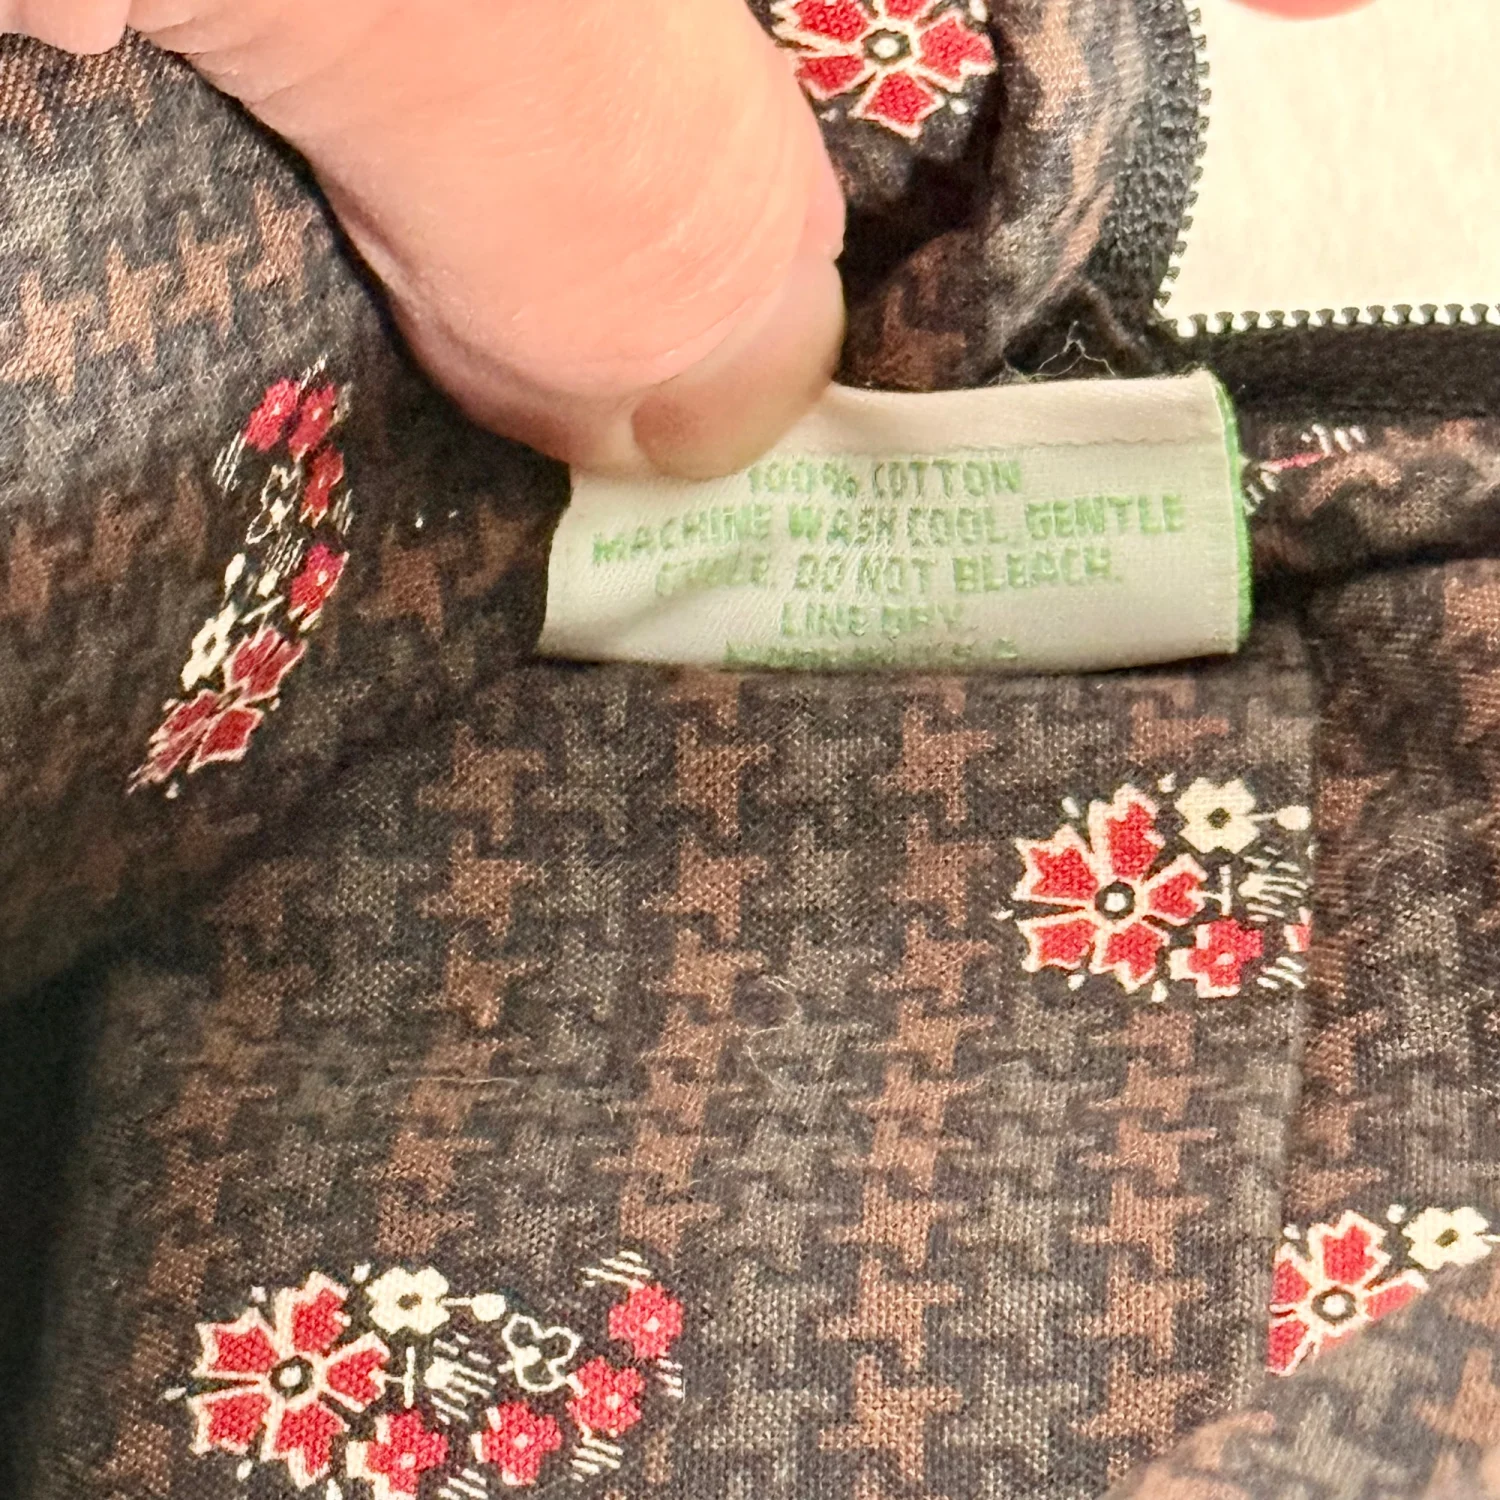 100% COTTON
MACHINE WASH COOL, GENTLE
CYCLE. DO NOT BLEACH.
LINE DRY.